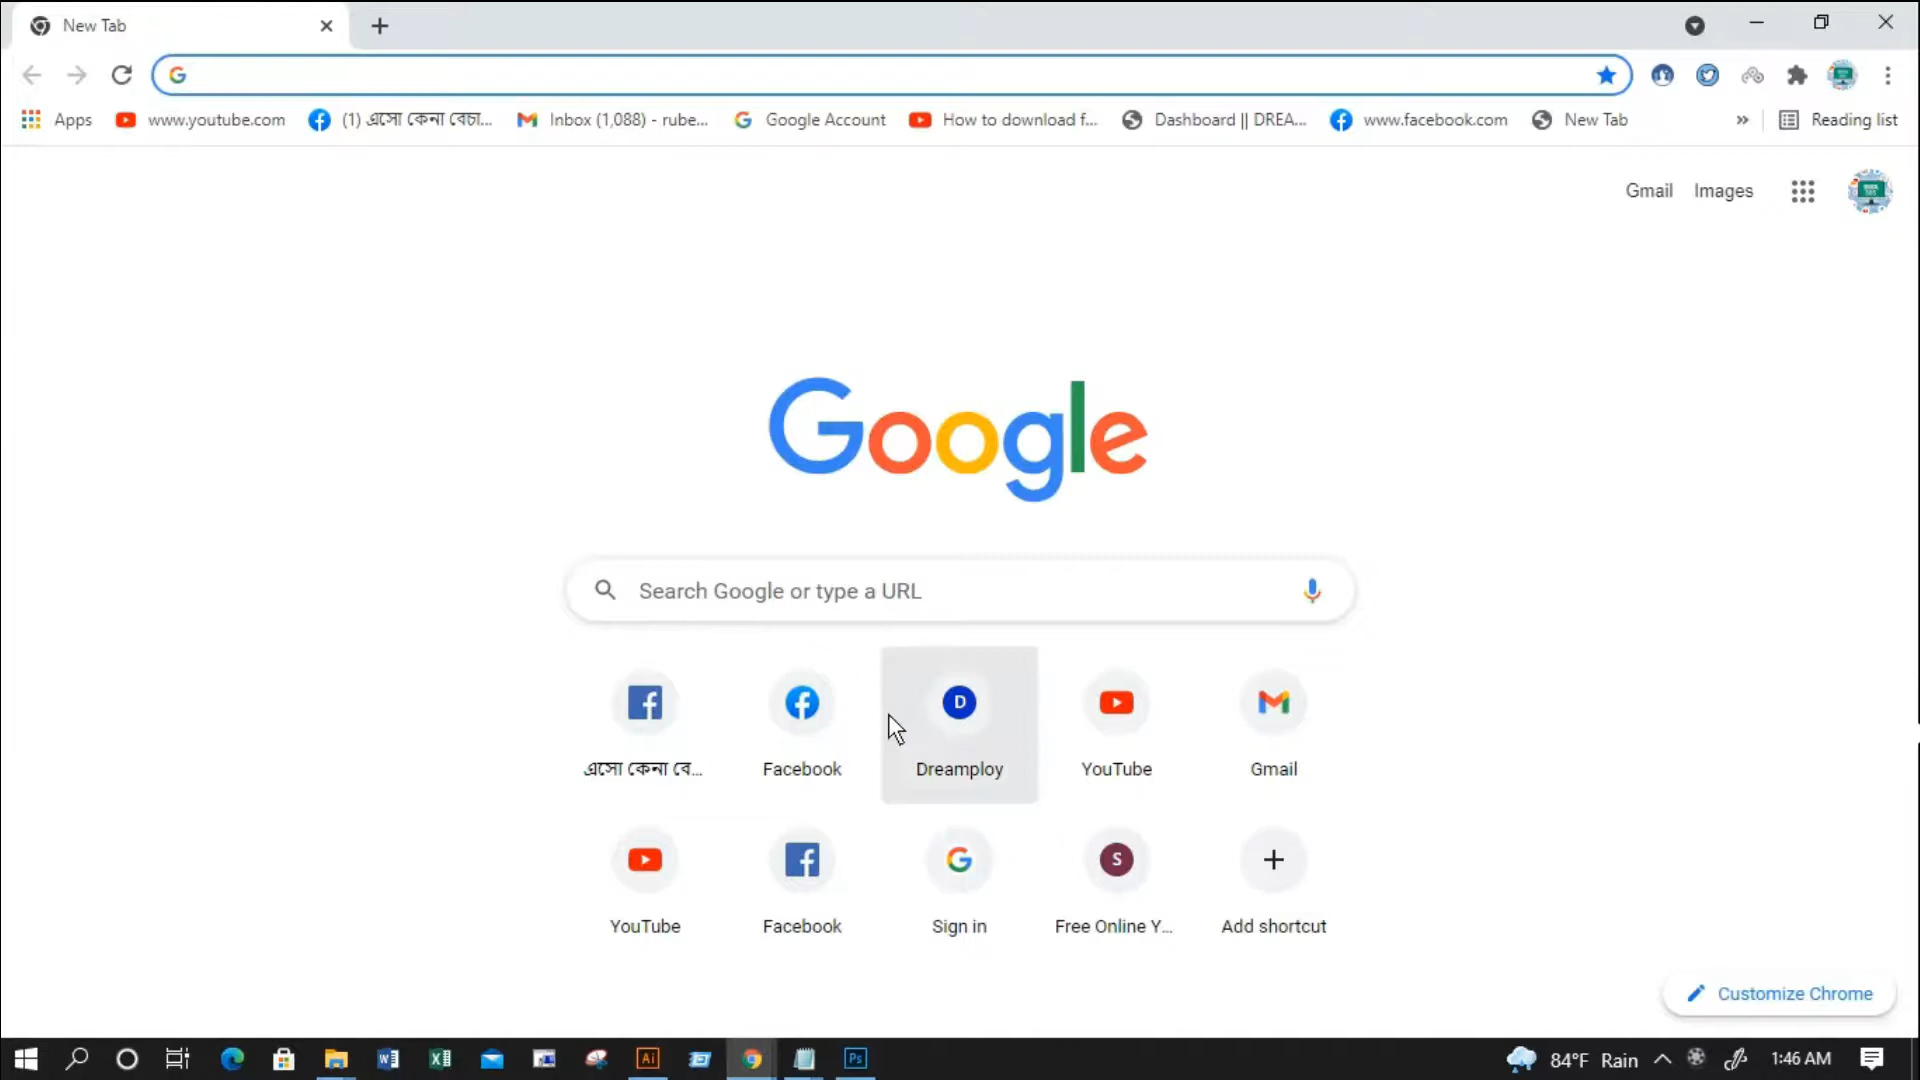 New Tab
Apps www.youtube.com (1) এসো কেনা বেচা... Inbox (1,088) - rube... Google Account How to download f... Dashboard || DREA... www.facebook.com New Tab » Reading list
Gmail Images
Google
Search Google or type a URL
D
এসো কেনা বে... Facebook Dreamploy YouTube Gmail
S
YouTube Facebook Sign in Free Online Y... Add shortcut
Customize Chrome
Ai Ps 84°F Rain 1:46 AM